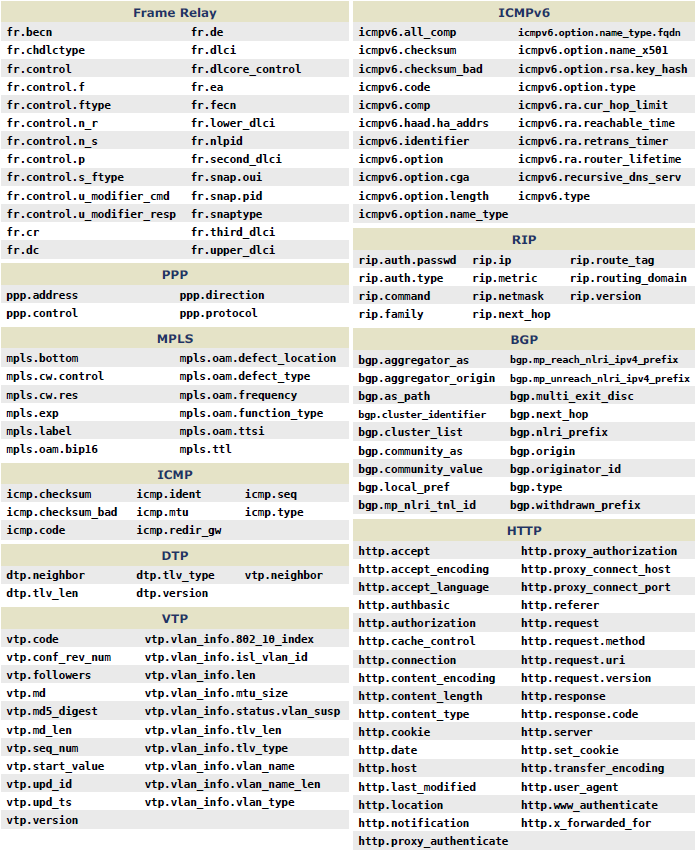 Frame Relay
fr.becn fr.de
fr.chdlctype fr.dlci
fr.control fr.dlcore_control
fr.control.f fr.ea
fr.control.ftype fr.fecn
fr.control.n_r fr.lower_dlci
fr.control.n_s fr.nlpid
fr.control.p fr.second_dlci
fr.control.s_ftype fr.snap.oui
fr.control.u_modifier_cmd fr.snap.pid
fr.control.u_modifier_resp fr.snaptype
fr.cr fr.third_dlci
fr.dc fr.upper_dlci
PPP
ppp.address ppp.direction
ppp.control ppp.protocol
MPLS
mpls.bottom mpls.oam.defect_location
mpls.cw.control mpls.oam.defect_type
mpls.cw.res mpls.oam.frequency
mpls.exp mpls.oam.function_type
mpls.label mpls.oam.ttsi
mpls.oam.bip16 mpls.ttl
ICMP
icmp.checksum icmp.ident icmp.seq
icmp.checksum_bad icmp.mtu icmp.type
icmp.code icmp.redir_gw
DTP
dtp.neighbor dtp.tlv_type vtp.neighbor
dtp.tlv_len dtp.version
VTP
vtp.code vtp.vlan_info.802_10_index
vtp.conf_rev_num vtp.vlan_info.isl_vlan_id
vtp.followers vtp.vlan_info.len
vtp.md vtp.vlan_info.mtu_size
vtp.md5_digest vtp.vlan_info.status.vlan_susp
vtp.md_len vtp.vlan_info.tlv_len
vtp.seq_num vtp.vlan_info.tlv_type
vtp.start_value vtp.vlan_info.vlan_name
vtp.upd_id vtp.vlan_info.vlan_name_len
vtp.upd_ts vtp.vlan_info.vlan_type
vtp.version
ICMPv6
icmpv6.all_comp icmpv6.option.name_type.fqdn
icmpv6.checksum icmpv6.option.name_x501
icmpv6.checksum_bad icmpv6.option.rsa.key_hash
icmpv6.code icmpv6.option.type
icmpv6.comp icmpv6.ra.cur_hop_limit
icmpv6.haad.ha_addrs icmpv6.ra.reachable_time
icmpv6.identifier icmpv6.ra.retrans_timer
icmpv6.option icmpv6.ra.router_lifetime
icmpv6.option.cga icmpv6.recursive_dns_serv
icmpv6.option.length icmpv6.type
icmpv6.option.name_type
RIP
rip.auth.passwd rip.ip rip.route_tag
rip.auth.type rip.metric rip.routing_domain
rip.command rip.netmask rip.version
rip.family rip.next_hop
BGP
bgp.aggregator_as bgp.mp_reach_nlri_ipv4_prefix
bgp.aggregator_origin bgp.mp_unreach_nlri_ipv4_prefix
bgp.as_path bgp.multi_exit_disc
bgp.cluster_identifier bgp.next_hop
bgp.cluster_list bgp.nlri_prefix
bgp.community_as bgp.origin
bgp.community_value bgp.originator_id
bgp.local_pref bgp.type
bgp.mp_nlri_tnl_id bgp.withdrawn_prefix
HTTP
http.accept http.proxy_authorization
http.accept_encoding http.proxy_connect_host
http.accept_language http.proxy_connect_port
http.authbasic http.referer
http.authorization http.request
http.cache_control http.request.method
http.connection http.request.uri
http.content_encoding http.request.version
http.content_length http.response
http.content_type http.response.code
http.cookie http.server
http.date http.set_cookie
http.host http.transfer_encoding
http.last_modified http.user_agent
http.location http.www_authenticate
http.notification http.x_forwarded_for
http.proxy_authenticate